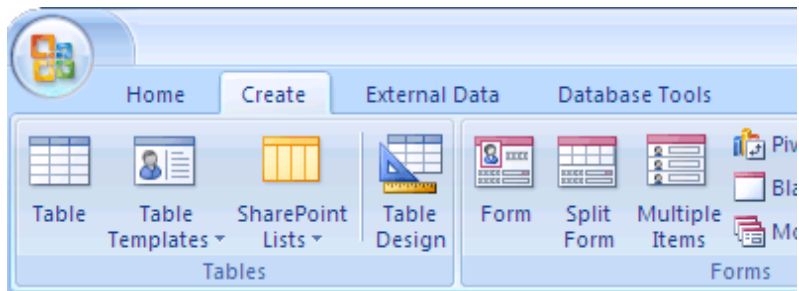 Home Create External Data Database Tools
Table Table Templates SharePoint Lists Table Design Form Split Form Multiple Items
Tables Forms